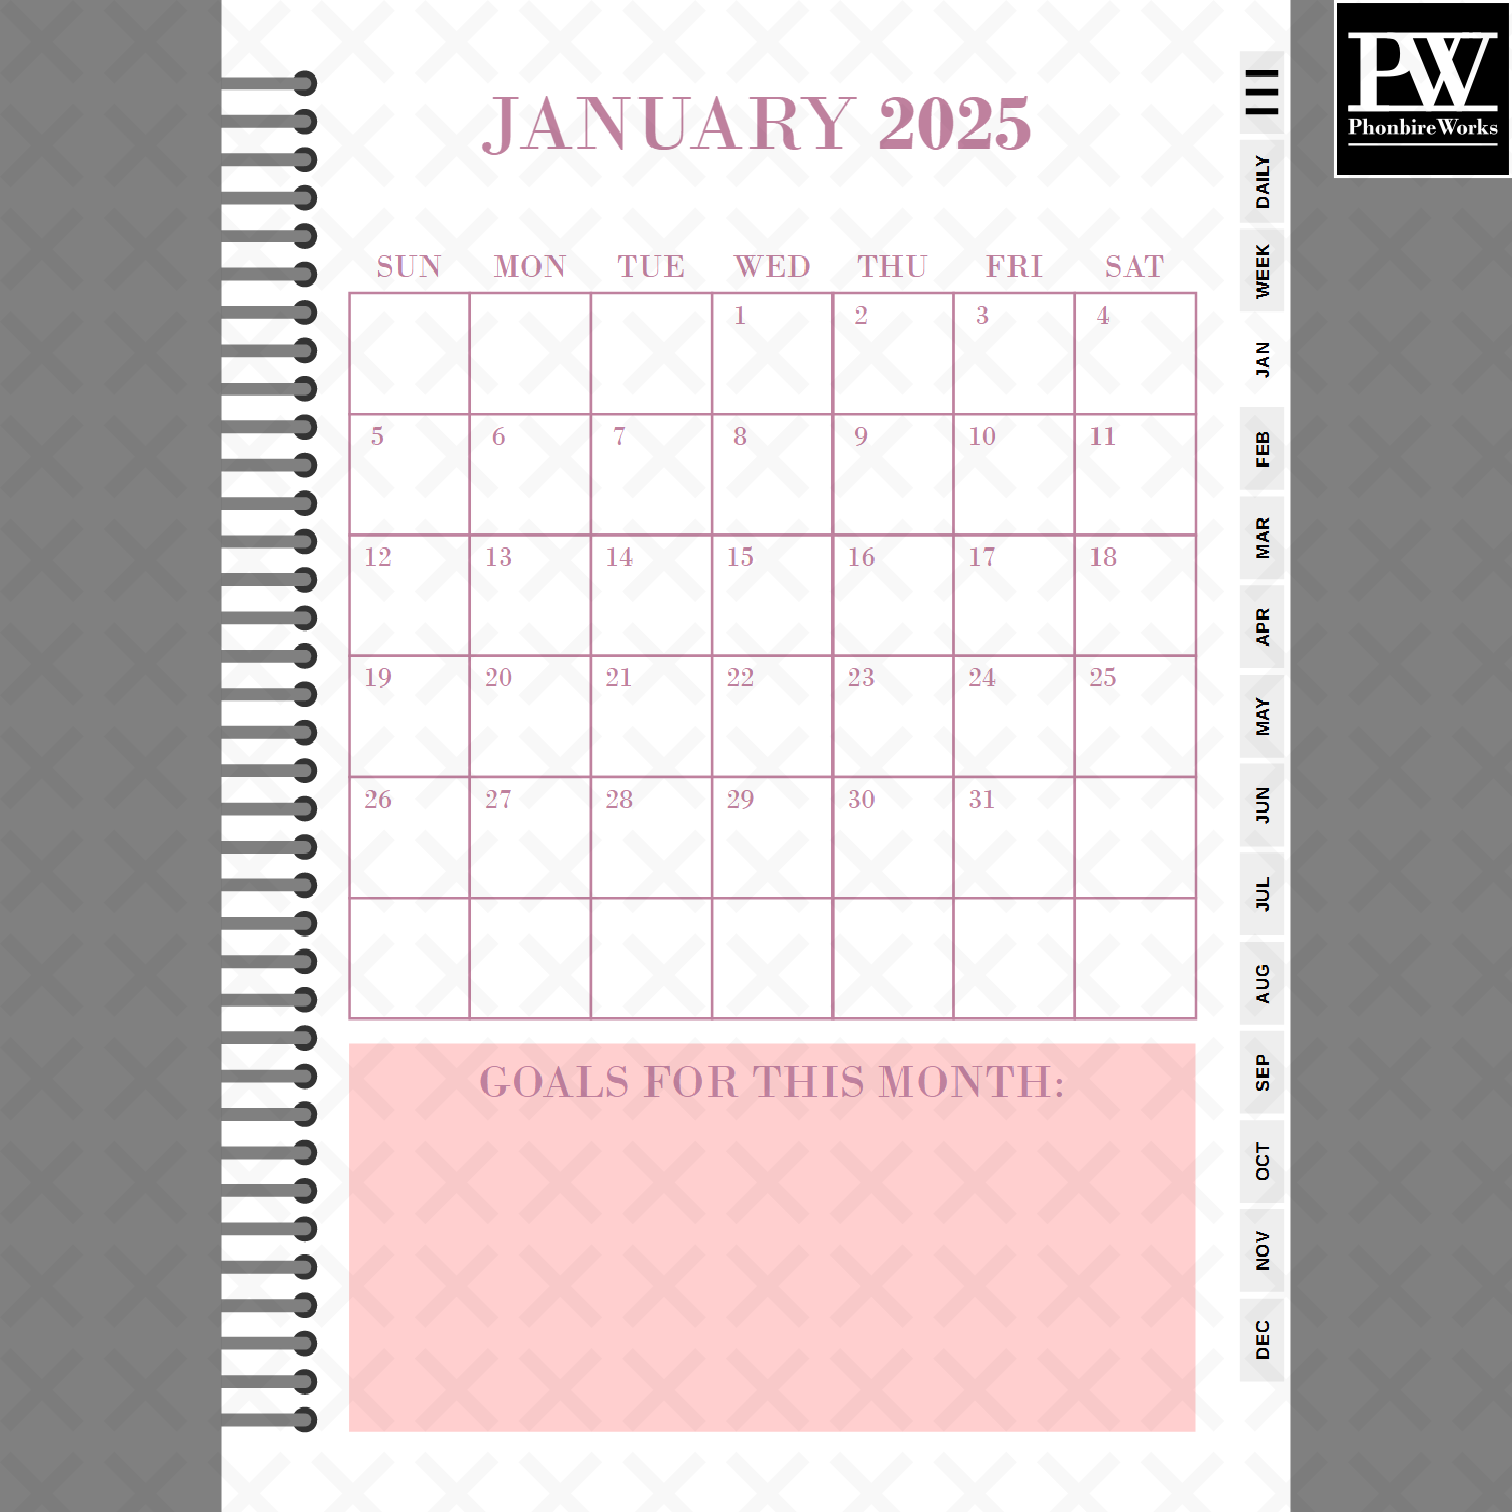 PW
PhonbireWorks
JANUARY 2025
SUN MON TUE WED THU FRI SAT
1 2 3 4
5 6 7 8 9 10 11
12 13 14 15 16 17 18
19 20 21 22 23 24 25
26 27 28 29 30 31
GOALS FOR THIS MONTH:
DAILY
WEEK
JAN
FEB
MAR
APR
MAY
JUN
JUL
AUG
SEP
OCT
NOV
DEC